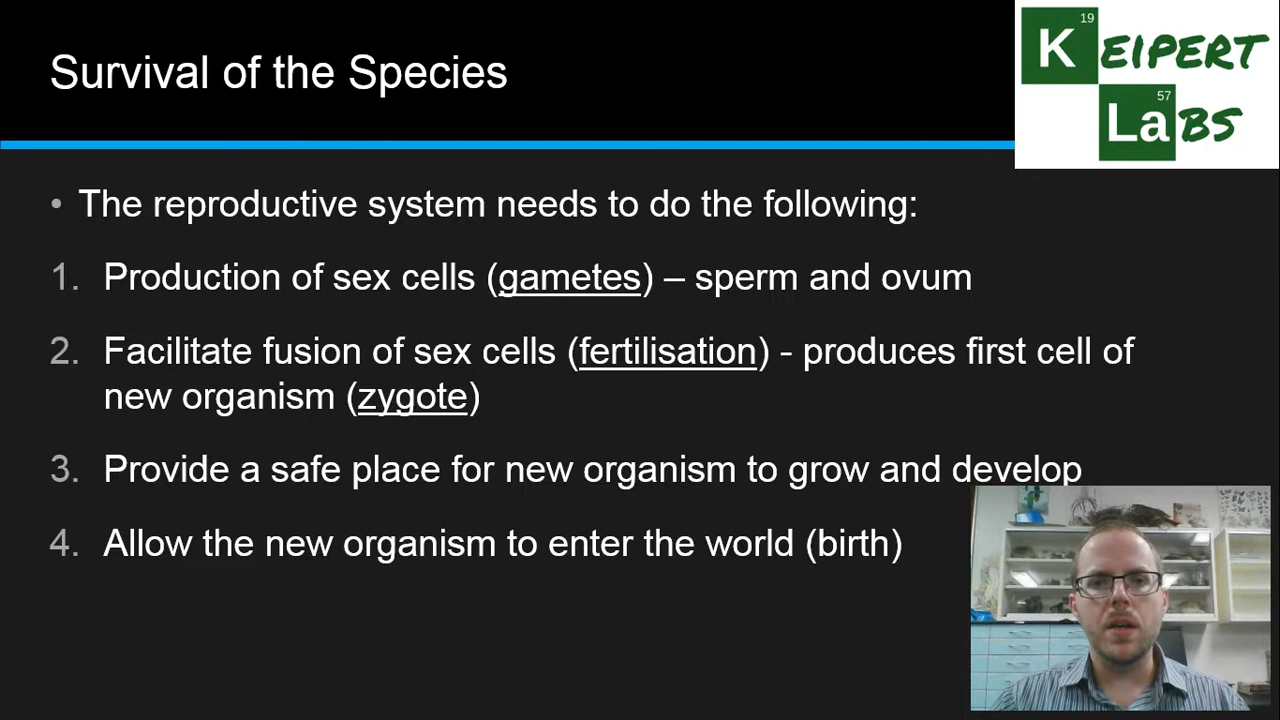 Survival of the Species
19
K EIPERT
57
La BS
• The reproductive system needs to do the following:
1. Production of sex cells (gametes) – sperm and ovum
2. Facilitate fusion of sex cells (fertilisation) - produces first cell of
new organism (zygote)
3. Provide a safe place for new organism to grow and develop
4. Allow the new organism to enter the world (birth)